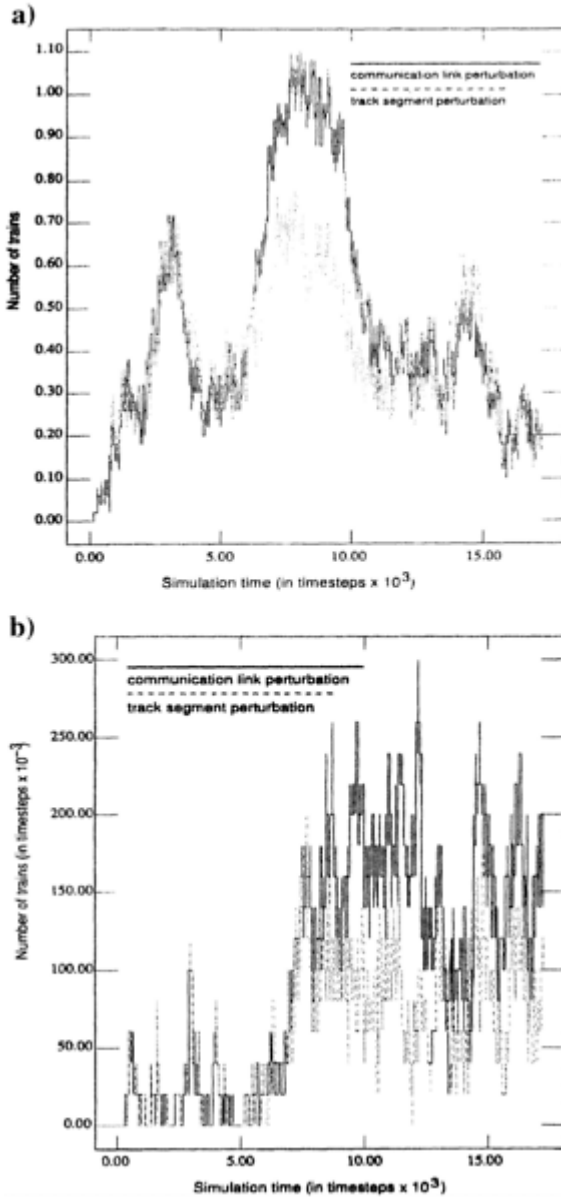 a)
1.10
communication link perturbation
1.00
track segment perturbation
0.90
0.80
0.70
Number of trains
0.60
0.50
0.40
0.30
0.20
0.10
0.00
0.00 5.00 10.00 15.00
Simulation time (in timesteps x 10³)
b)
300.00
communication link perturbation
track segment perturbation
250.00
200.00
Number of trains (in timesteps x 10⁻³)
150.00
100.00
50.00
0.00
0.00 5.00 10.00 15.00
Simulation time (in timesteps x 10³)